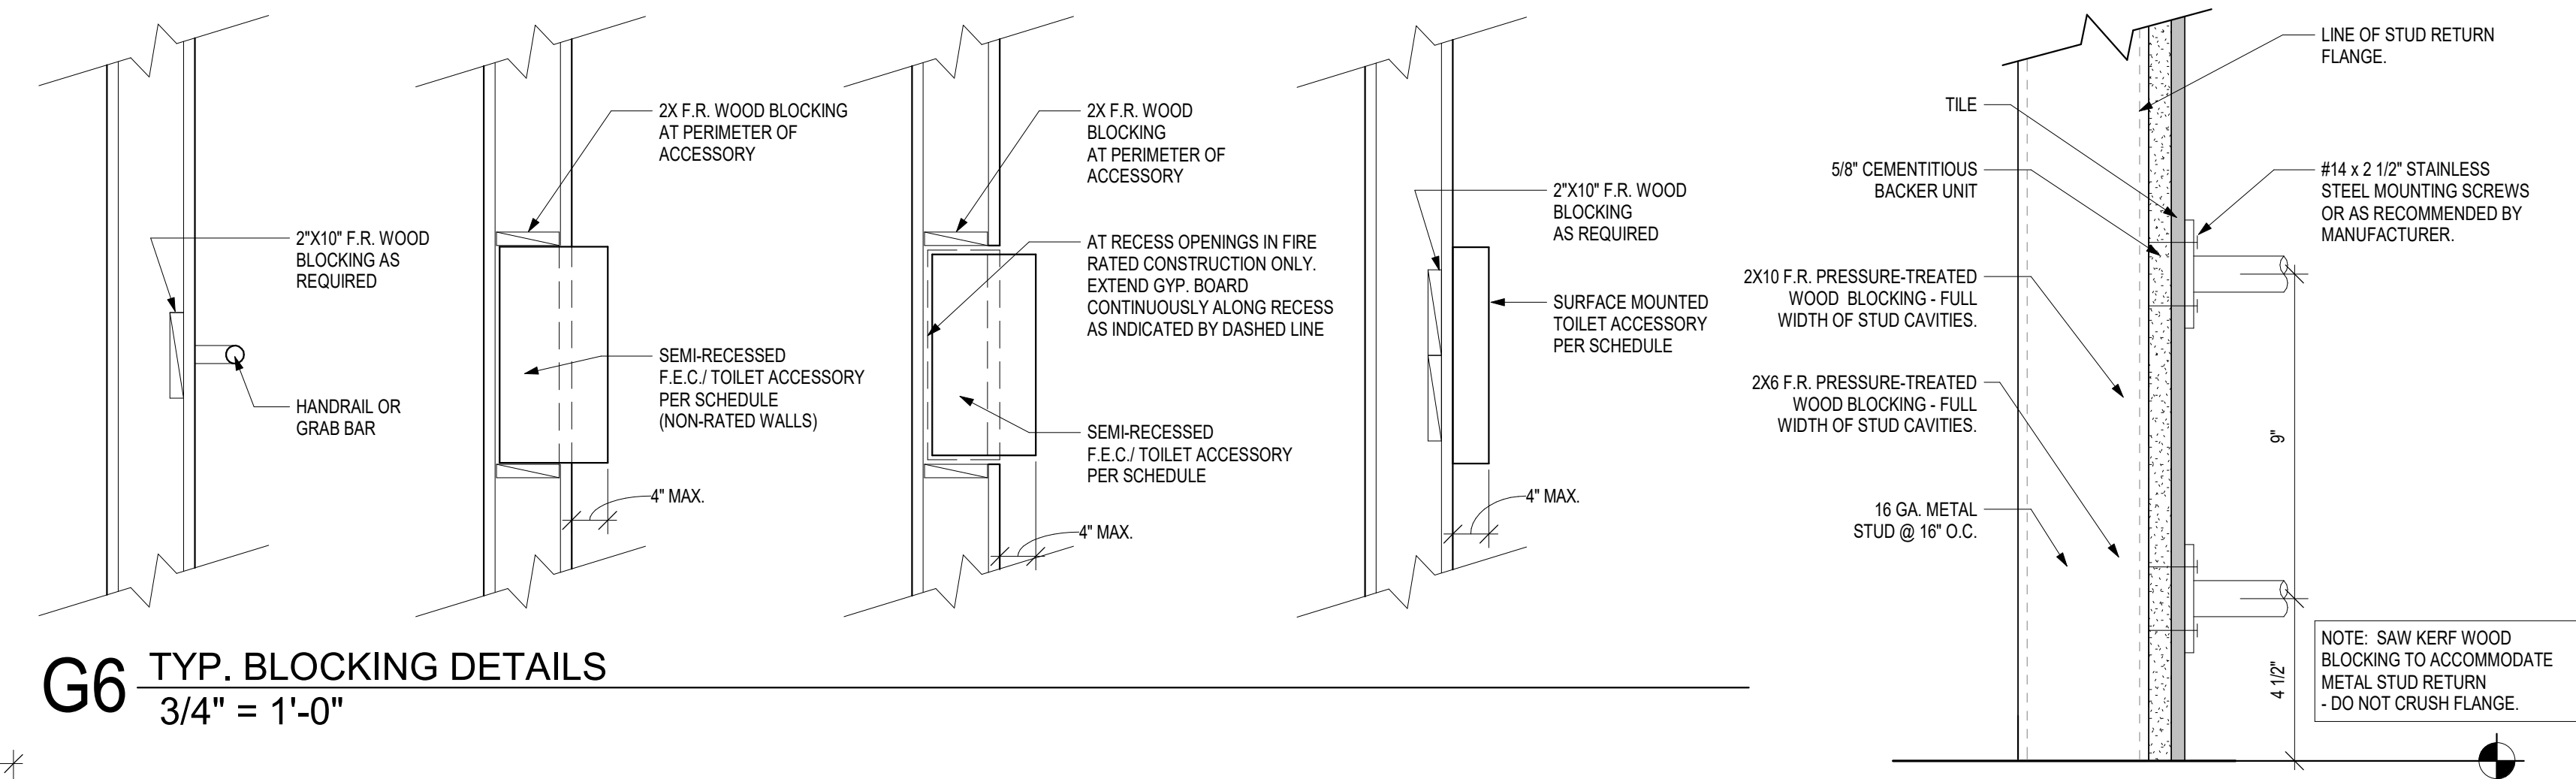 2"X10" F.R. WOOD
BLOCKING AS
REQUIRED
HANDRAIL OR
GRAB BAR
2X F.R. WOOD BLOCKING
AT PERIMETER OF
ACCESSORY
SEMI-RECESSED
F.E.C./ TOILET ACCESSORY
PER SCHEDULE
(NON-RATED WALLS)
4" MAX.
2X F.R. WOOD
BLOCKING
AT PERIMETER OF
ACCESSORY
AT RECESS OPENINGS IN FIRE
RATED CONSTRUCTION ONLY.
EXTEND GYP. BOARD
CONTINUOUSLY ALONG RECESS
AS INDICATED BY DASHED LINE
SEMI-RECESSED
F.E.C./ TOILET ACCESSORY
PER SCHEDULE
4" MAX.
2"X10" F.R. WOOD
BLOCKING
AS REQUIRED
SURFACE MOUNTED
TOILET ACCESSORY
PER SCHEDULE
4" MAX.
G6 TYP. BLOCKING DETAILS
3/4" = 1'-0"
TILE
5/8" CEMENTITIOUS
BACKER UNIT
2X10 F.R. PRESSURE-TREATED
WOOD BLOCKING - FULL
WIDTH OF STUD CAVITIES.
2X6 F.R. PRESSURE-TREATED
WOOD BLOCKING - FULL
WIDTH OF STUD CAVITIES.
16 GA. METAL
STUD @ 16" O.C.
LINE OF STUD RETURN
FLANGE.
#14 x 2 1/2" STAINLESS
STEEL MOUNTING SCREWS
OR AS RECOMMENDED BY
MANUFACTURER.
9"
4 1/2"
NOTE: SAW KERF WOOD
BLOCKING TO ACCOMMODATE
METAL STUD RETURN
- DO NOT CRUSH FLANGE.